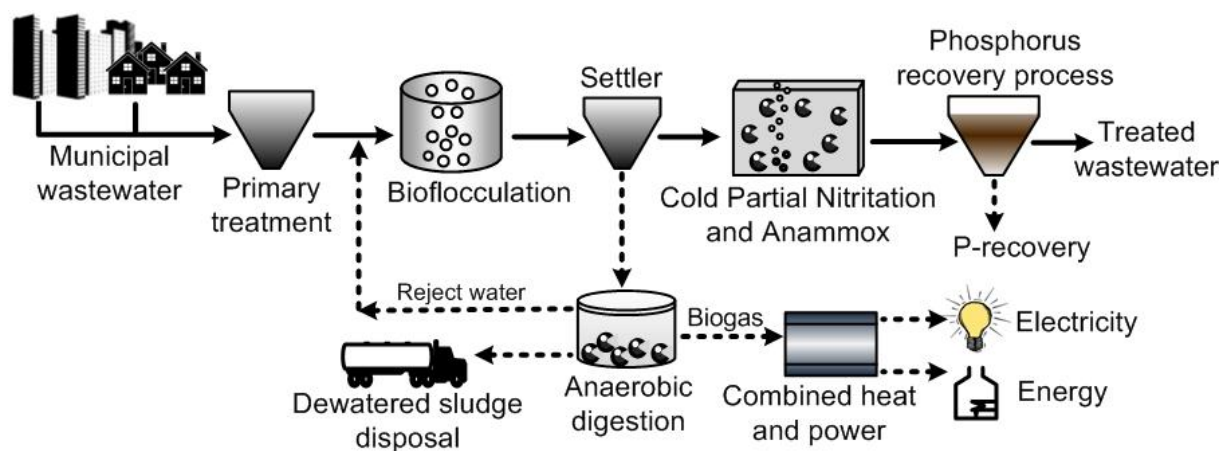 Municipal
wastewater
Primary
treatment
Bioflocculation
Settler
Cold Partial Nitritation
and Anammox
Phosphorus
recovery process
Treated
wastewater
P-recovery
Reject water
Dewatered sludge
disposal
Anaerobic
digestion
Biogas
Combined heat
and power
Electricity
Energy